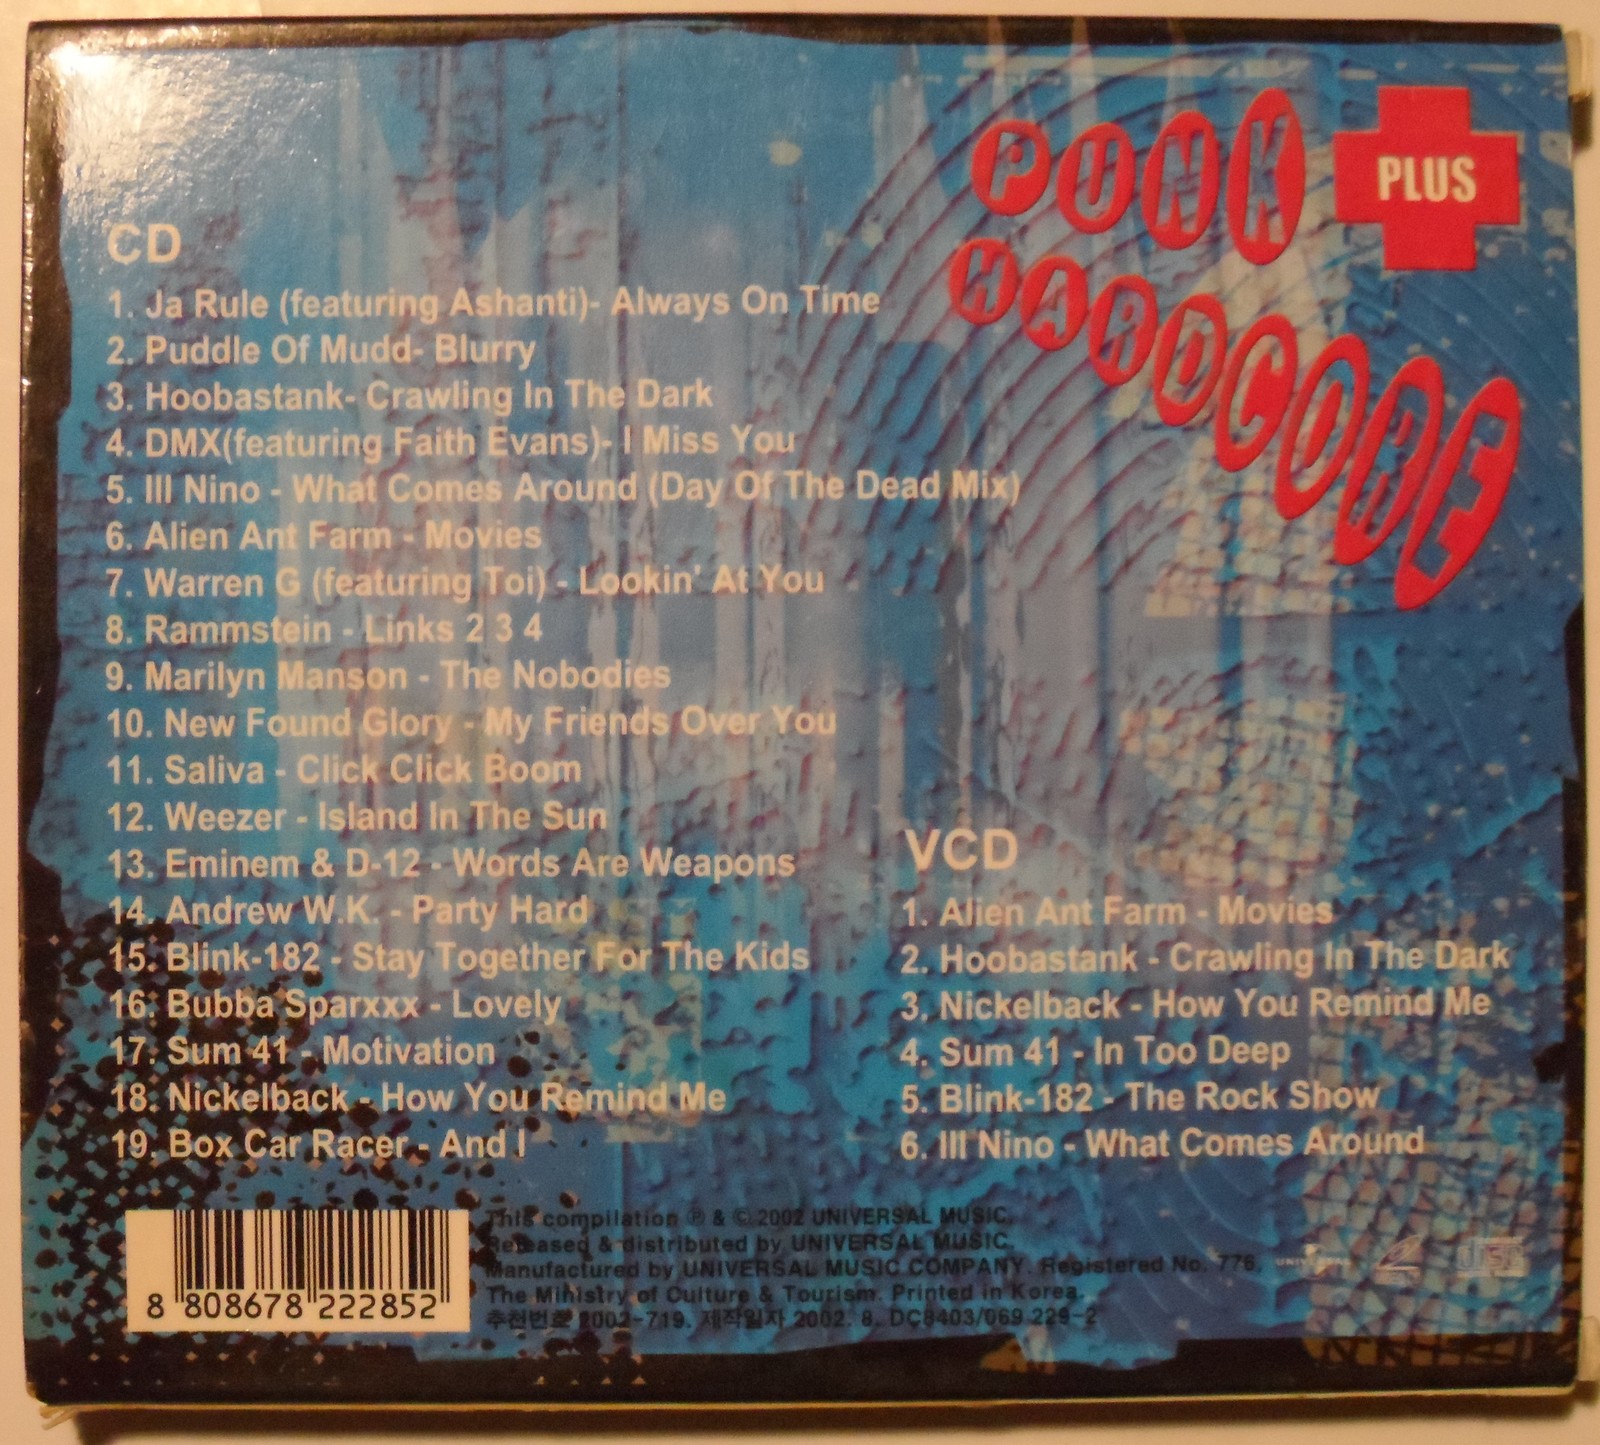 PUNK
PLUS
HARDCORE
CD
1. Ja Rule (featuring Ashanti)- Always On Time
2. Puddle Of Mudd- Blurry
3. Hoobastank- Crawling In The Dark
4. DMX(featuring Faith Evans)- I Miss You
5. Ill Nino - What Comes Around (Day Of The Dead Mix)
6. Alien Ant Farm - Movies
7. Warren G (featuring Toi) - Lookin' At You
8. Rammstein - Links 2 3 4
9. Marilyn Manson - The Nobodies
10. New Found Glory - My Friends Over You
11. Saliva - Click Click Boom
12. Weezer - Island In The Sun
13. Eminem & D-12 - Words Are Weapons
14. Andrew W.K. - Party Hard
15. Blink-182 - Stay Together For The Kids
16. Bubba Sparxxx - Lovely
17. Sum 41 - Motivation
18. Nickelback - How You Remind Me
19. Box Car Racer - And I
VCD
1. Alien Ant Farm - Movies
2. Hoobastank - Crawling In The Dark
3. Nickelback - How You Remind Me
4. Sum 41 - In Too Deep
5. Blink-182 - The Rock Show
6. Ill Nino - What Comes Around
8 808678 222852
This compilation ℗ & © 2002 UNIVERSAL MUSIC.
Released & distributed by UNIVERSAL MUSIC.
Manufactured by UNIVERSAL MUSIC COMPANY. Registered No. 776,
The Ministry of Culture & Tourism. Printed in Korea.
추천번호 2002-719. 제작일자 2002. 8. DC8403/069 229-2
UNIVERSAL
disc